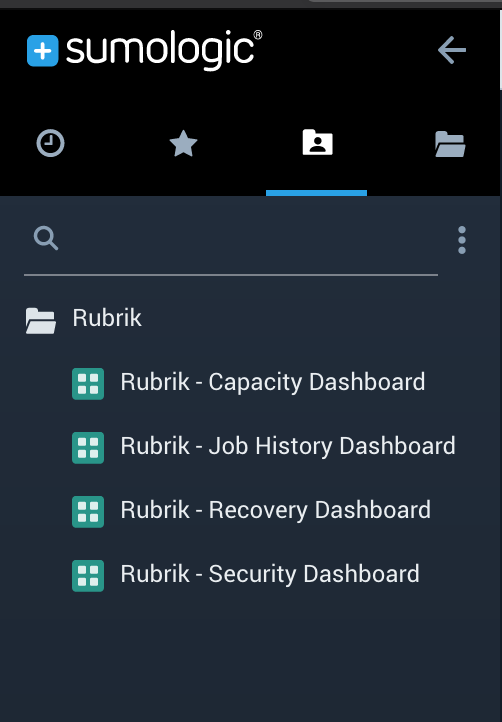 sumologic®
Rubrik
Rubrik - Capacity Dashboard
Rubrik - Job History Dashboard
Rubrik - Recovery Dashboard
Rubrik - Security Dashboard